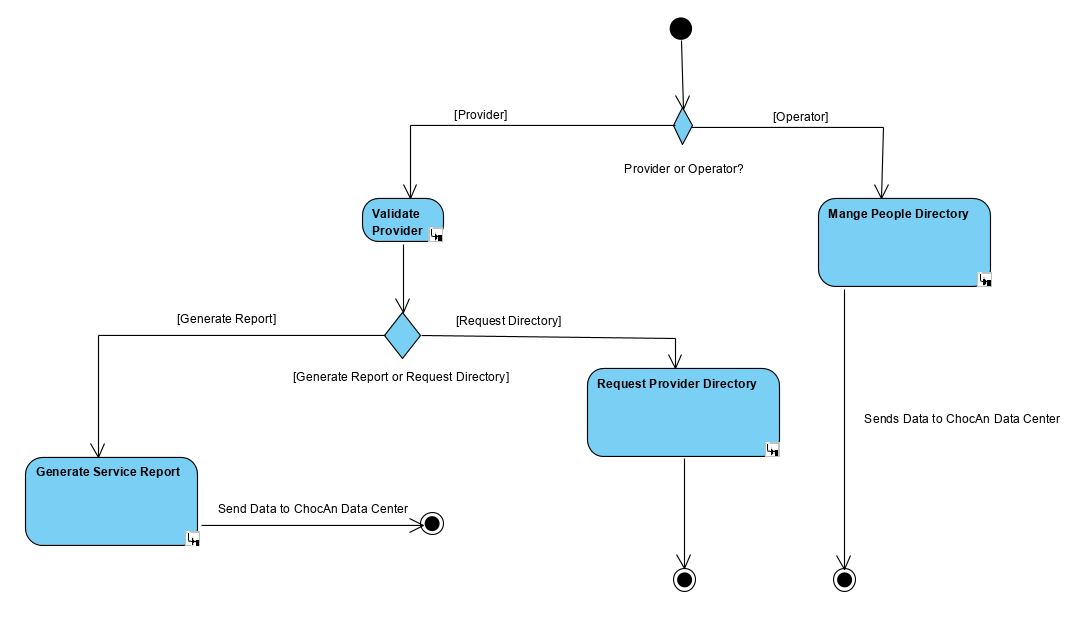 [Provider]
[Operator]
Provider or Operator?
Validate
Provider
Mange People Directory
[Generate Report]
[Request Directory]
[Generate Report or Request Directory]
Request Provider Directory
Sends Data to ChocAn Data Center
Generate Service Report
Send Data to ChocAn Data Center